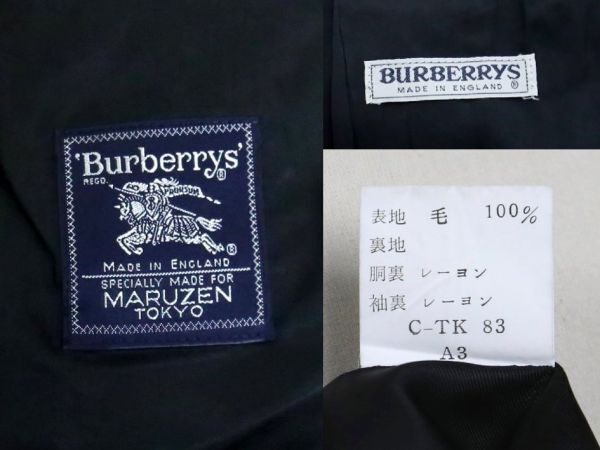 'Burberrys'
REGD.
®
PRORSUM
®
MADE IN ENGLAND
SPECIALLY MADE FOR
MARUZEN
TOKYO
BURBERRYS
MADE IN ENGLAND ®
表地 毛 100%
裏地
胴裏 レーヨン
袖裏 レーヨン
C-TK 83
A3